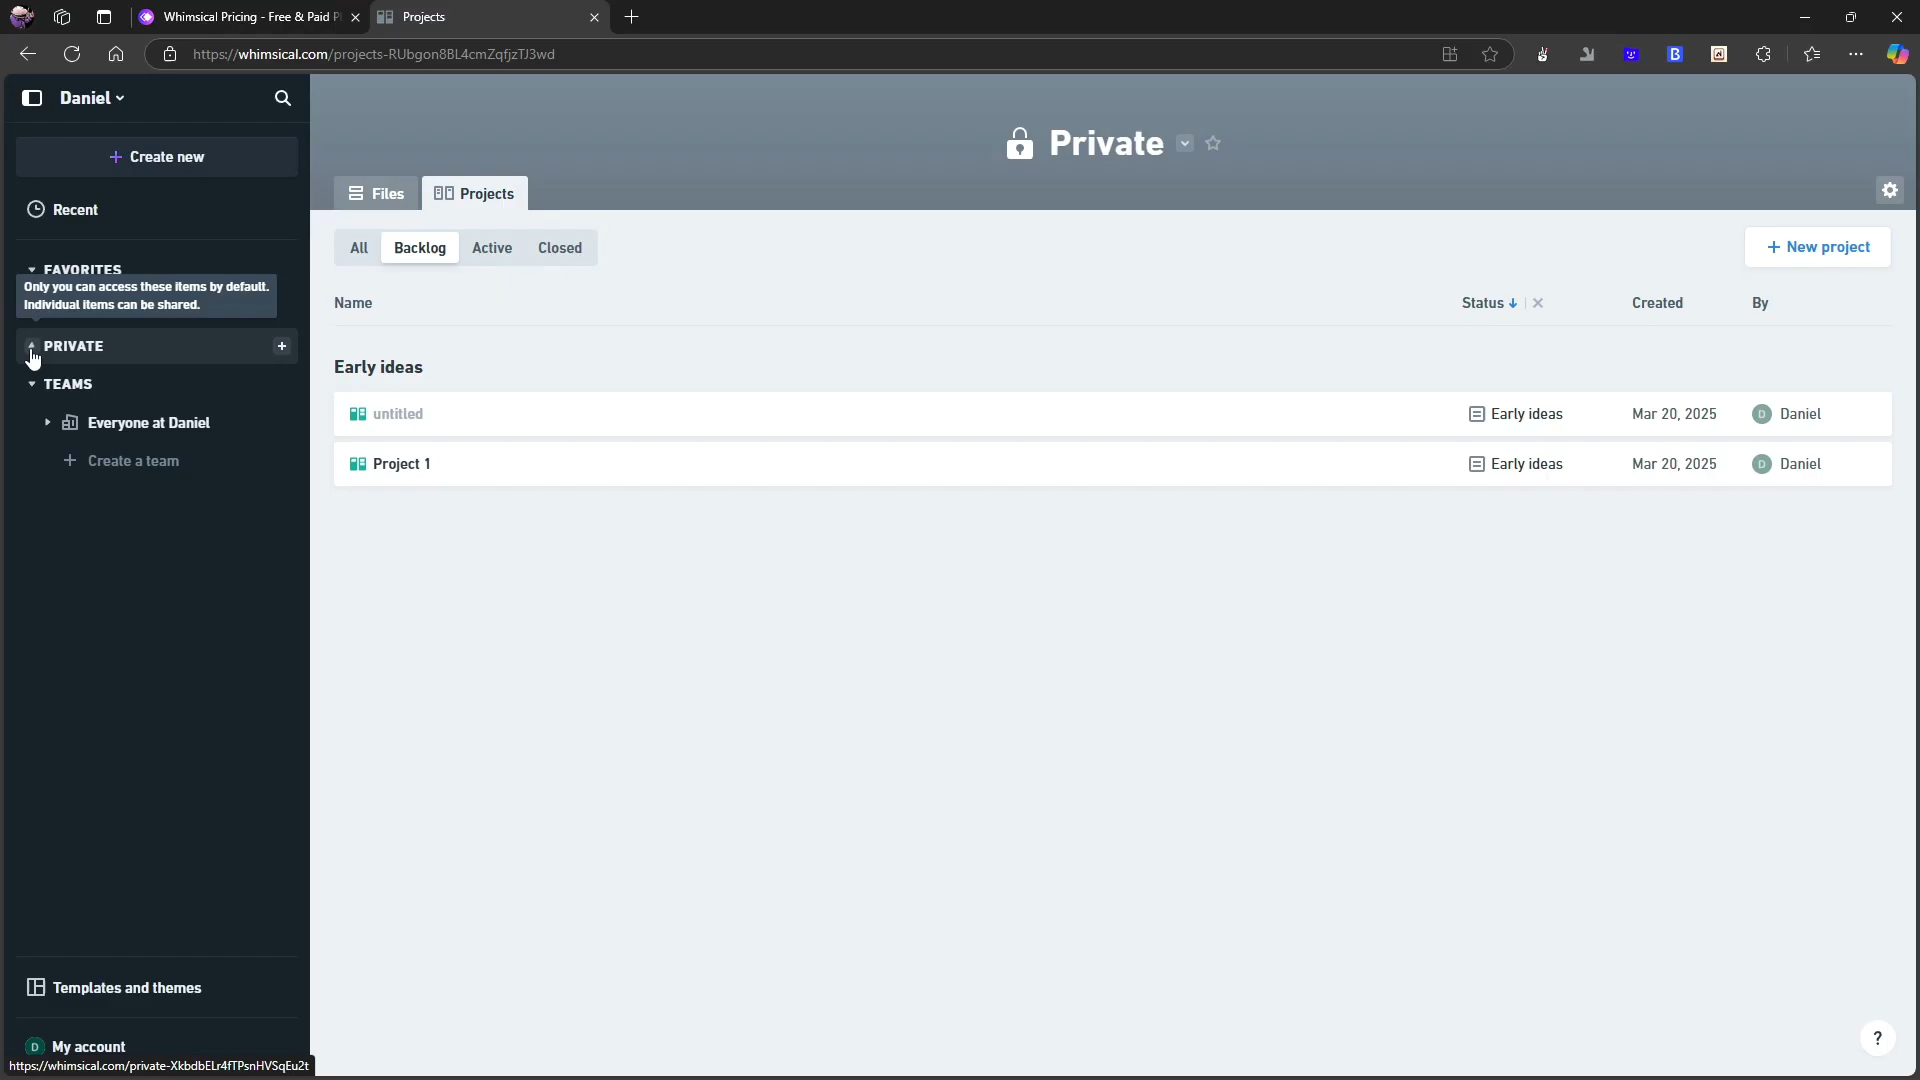 Whimsical Pricing - Free & Paid P
Projects
https://whimsical.com/projects-RUbgon8BL4cmZqfjzTJ3wd
Daniel
Create new
Recent
FAVORITES
Only you can access these items by default.
Individual items can be shared.
PRIVATE
TEAMS
Everyone at Daniel
Create a team
Templates and themes
D My account
https://whimsical.com/private-XkbdbELr4fTPsnHVSqEu2t
Private
Files Projects
All Backlog Active Closed
New project
Name Status Created By
Early ideas
untitled Early ideas Mar 20, 2025 D Daniel
Project 1 Early ideas Mar 20, 2025 D Daniel
?